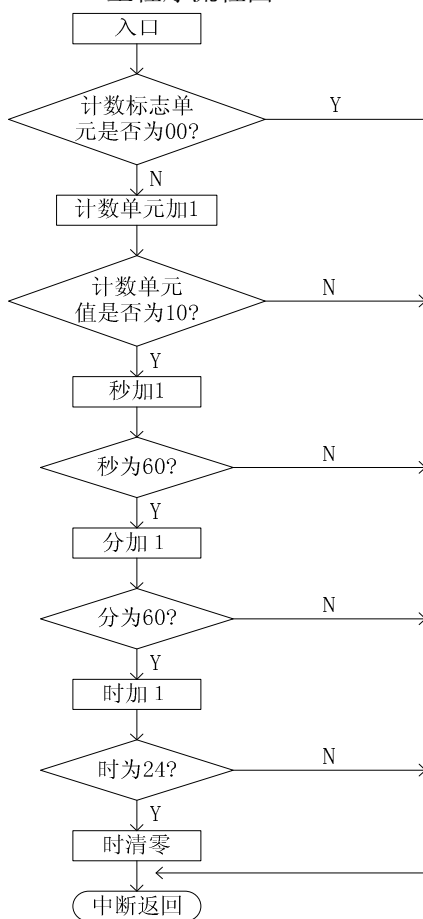 入口
计数标志单
元是否为00?
Y
N
计数单元加1
计数单元
值是否为10?
N
Y
秒加1
秒为60?
N
Y
分加 1
分为60?
N
Y
时加 1
时为24?
N
Y
时清零
中断返回